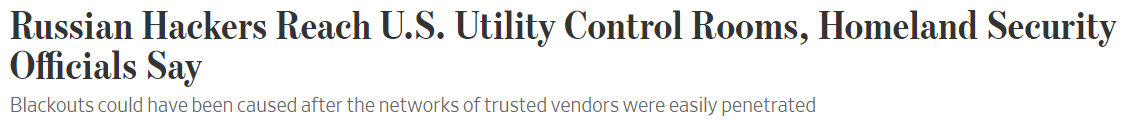 Russian Hackers Reach U.S. Utility Control Rooms, Homeland Security
Officials Say
Blackouts could have been caused after the networks of trusted vendors were easily penetrated